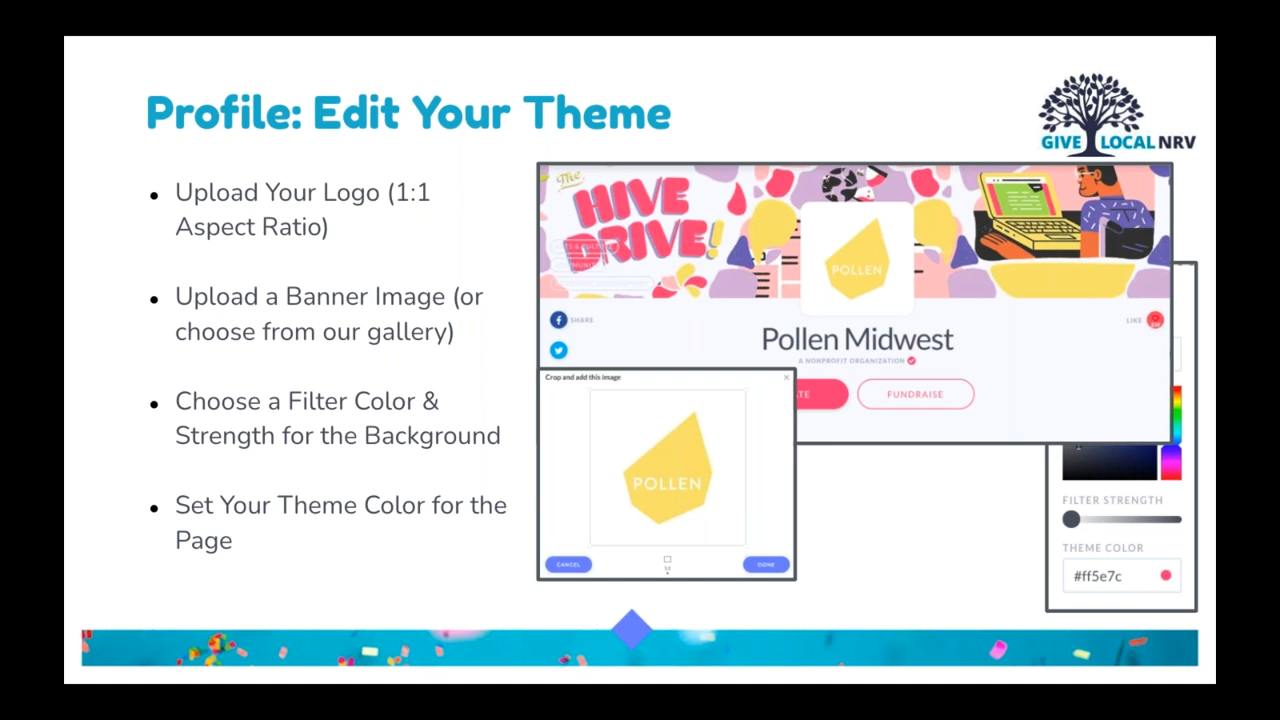 Profile: Edit Your Theme
GIVE LOCAL NRV
• Upload Your Logo (1:1
Aspect Ratio)
• Upload a Banner Image (or
choose from our gallery)
• Choose a Filter Color &
Strength for the Background
• Set Your Theme Color for the
Page
The
HIVE
DRIVE!
POLLEN
SHARE
LIKE
Pollen Midwest
A NONPROFIT ORGANIZATION
FUNDRAISE
Crop and add this image
POLLEN
CANCEL
1:1
DONE
FILTER STRENGTH
THEME COLOR
#ff5e7c